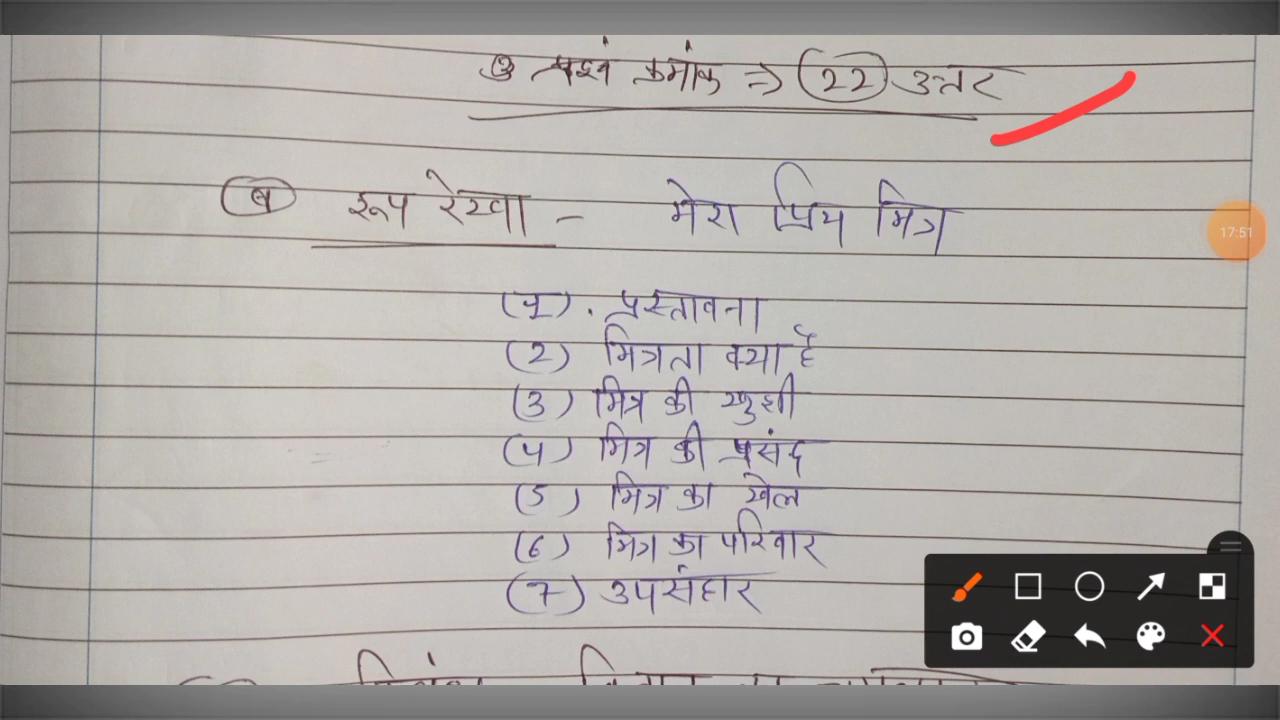 प्रश्न क्रमांक => (22) उत्तर
(ब) रूप रेखा - मेरा प्रिय मित्र
(1). प्रस्तावना
(2) मित्रता क्या है
(3) मित्र की खुशी
(4) मित्र की पसंद
(5) मित्र का खेल
(6) मित्र का परिवार
(7) उपसंहार
17:51